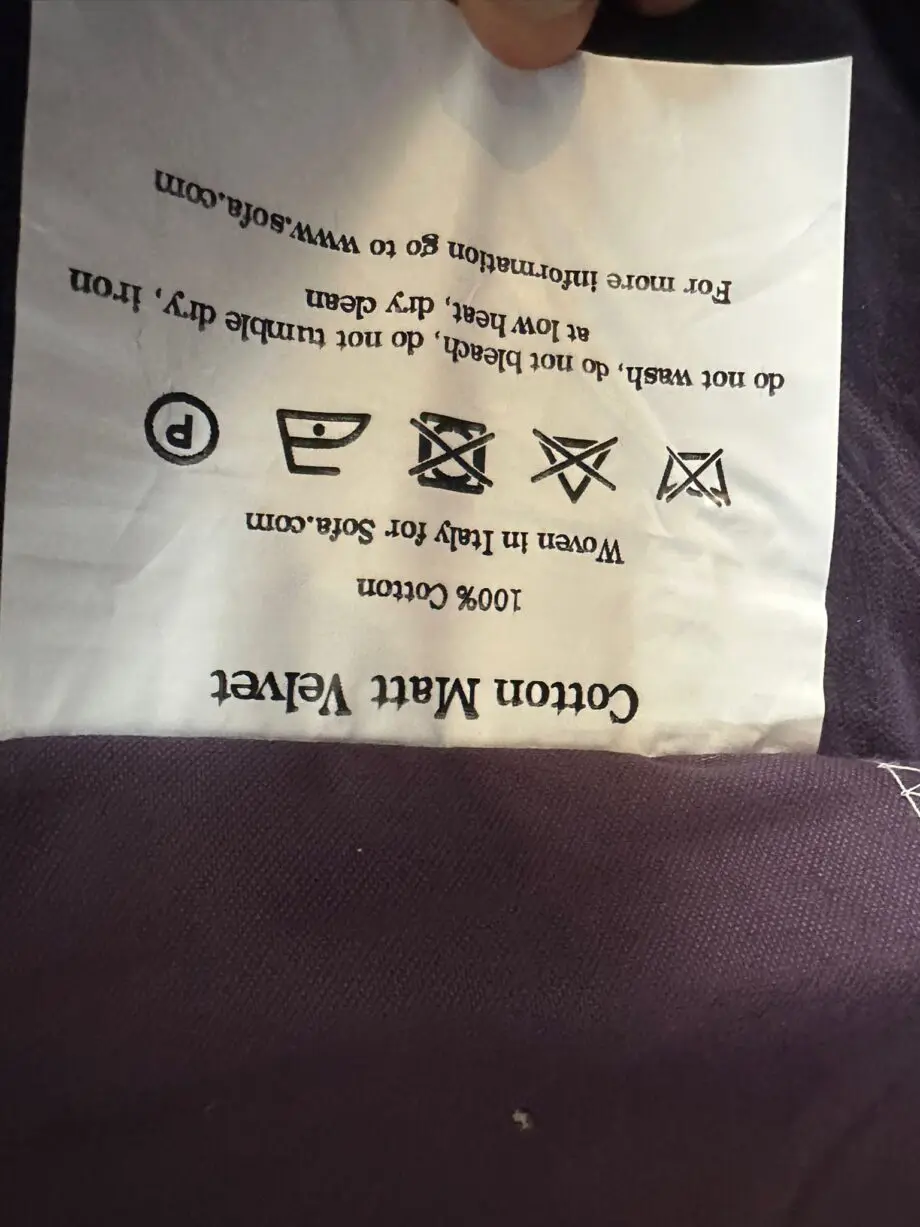 Cotton Matt Velvet
100% Cotton
Woven in Italy for Sofa.com
P
do not wash, do not bleach, do not tumble dry, iron
at low heat, dry clean
For more information go to www.sofa.com